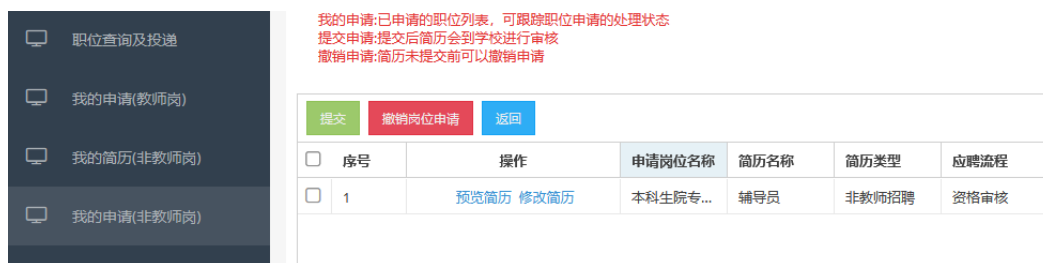 职位查询及投递
我的申请(教师岗)
我的简历(非教师岗)
我的申请(非教师岗)
我的申请:已申请的职位列表，可跟踪职位申请的处理状态
提交申请:提交后简历会到学校进行审核
撤销申请:简历未提交前可以撤销申请
提交 撤销岗位申请 返回
序号 操作 申请岗位名称 简历名称 简历类型 应聘流程
1 预览简历 修改简历 本科生院专... 辅导员 非教师招聘 资格审核